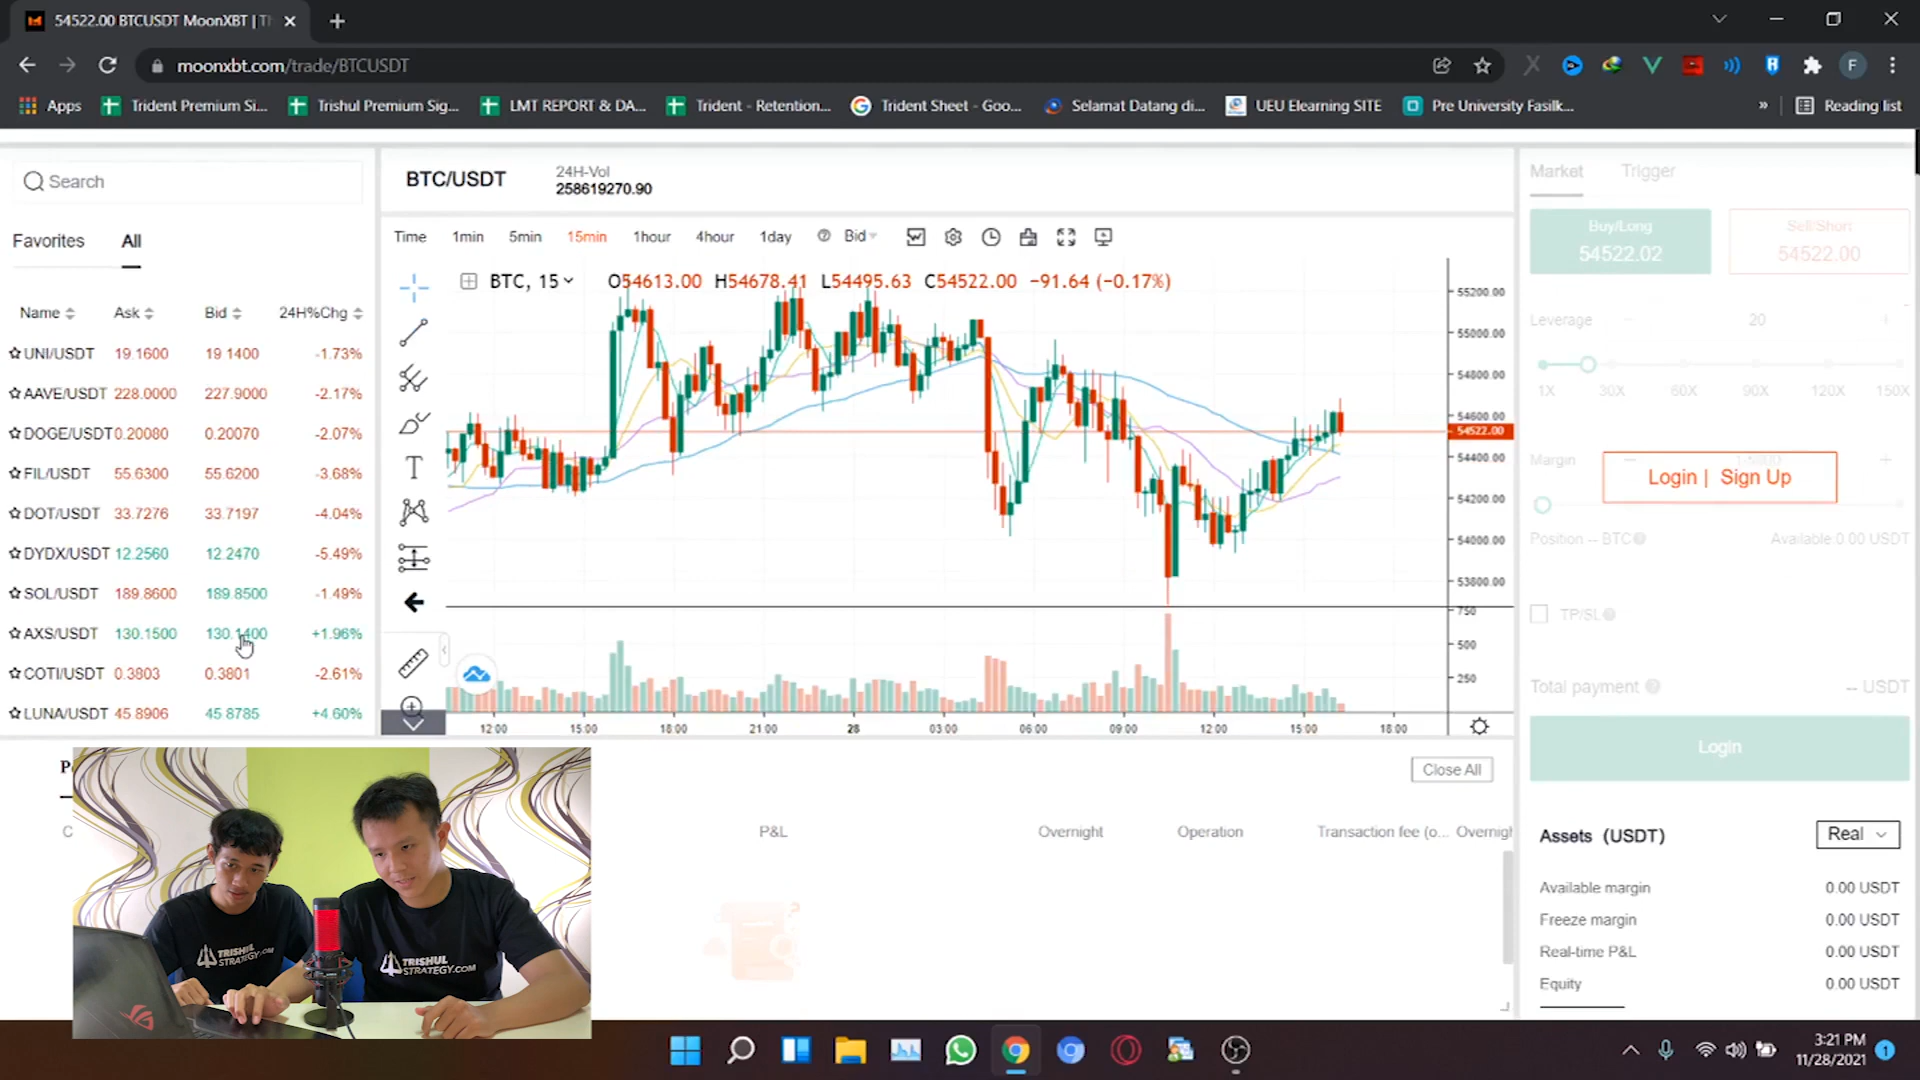 54522.00 BTCUSDT MoonXBT | Th
moonxbt.com/trade/BTCUSDT
F
Apps
Trident Premium Si...
Trishul Premium Sig...
LMT REPORT & DA...
Trident - Retention...
Trident Sheet - Goo...
Selamat Datang di...
UEU Elearning SITE
Pre University Fasilk...
»
Reading list
Search
Favorites All
Name Ask Bid 24H%Chg
UNI/USDT 19.1600 19.1400 -1.73%
AAVE/USDT 228.0000 227.9000 -2.17%
DOGE/USDT 0.20080 0.20070 -2.07%
FIL/USDT 55.6300 55.6200 -3.68%
DOT/USDT 33.7276 33.7197 -4.04%
DYDX/USDT 12.2560 12.2470 -5.49%
SOL/USDT 189.8600 189.8500 -1.49%
AXS/USDT 130.1500 130.1400 +1.96%
COTI/USDT 0.3803 0.3801 -2.61%
LUNA/USDT 45.8906 45.8785 +4.60%
BTC/USDT
24H-Vol
258619270.90
Time 1min 5min 15min 1hour 4hour 1day Bid
BTC, 15 O54613.00 H54678.41 L54495.63 C54522.00 -91.64 (-0.17%)
T
55200.00
55000.00
54800.00
54600.00
54522.00
54400.00
54200.00
54000.00
53800.00
750
500
250
12:00 15:00 18:00 21:00 28 03:00 06:00 09:00 12:00 15:00 18:00
Market Trigger
Buy/Long
54522.02
Sell/Short
54522.00
Leverage 20
1X 30X 60X 90X 120X 150X
Margin
Login | Sign Up
Position -- BTC Available:0.00 USDT
TP/SL
Total payment -- USDT
Login
Close All
P&L Overnight Operation Transaction fee (o... Overnigh
Assets (USDT) Real
Available margin 0.00 USDT
Freeze margin 0.00 USDT
Real-time P&L 0.00 USDT
Equity 0.00 USDT
TRISHUL
STRATEGY.COM
TRISHUL
STRATEGY.COM
3:21 PM
11/28/2021
1